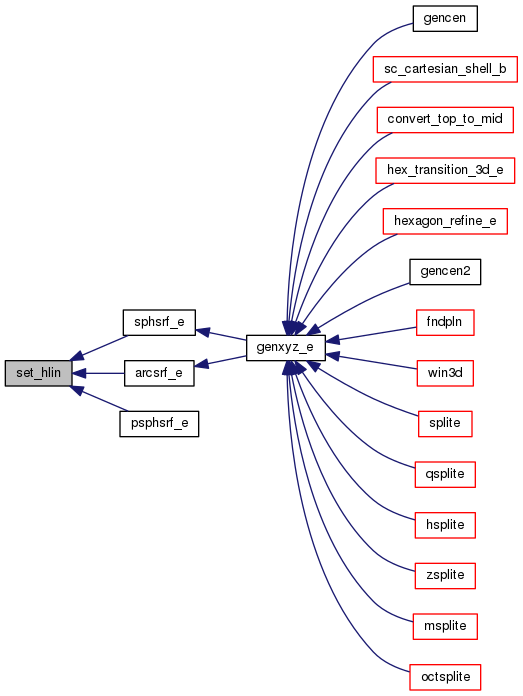 gencen
sc_cartesian_shell_b
convert_top_to_mid
hex_transition_3d_e
hexagon_refine_e
gencen2
sphsrf_e
fndpln
genxyz_e
set_hlin
arcsrf_e
win3d
psphsrf_e
splite
qsplite
hsplite
zsplite
msplite
octsplite